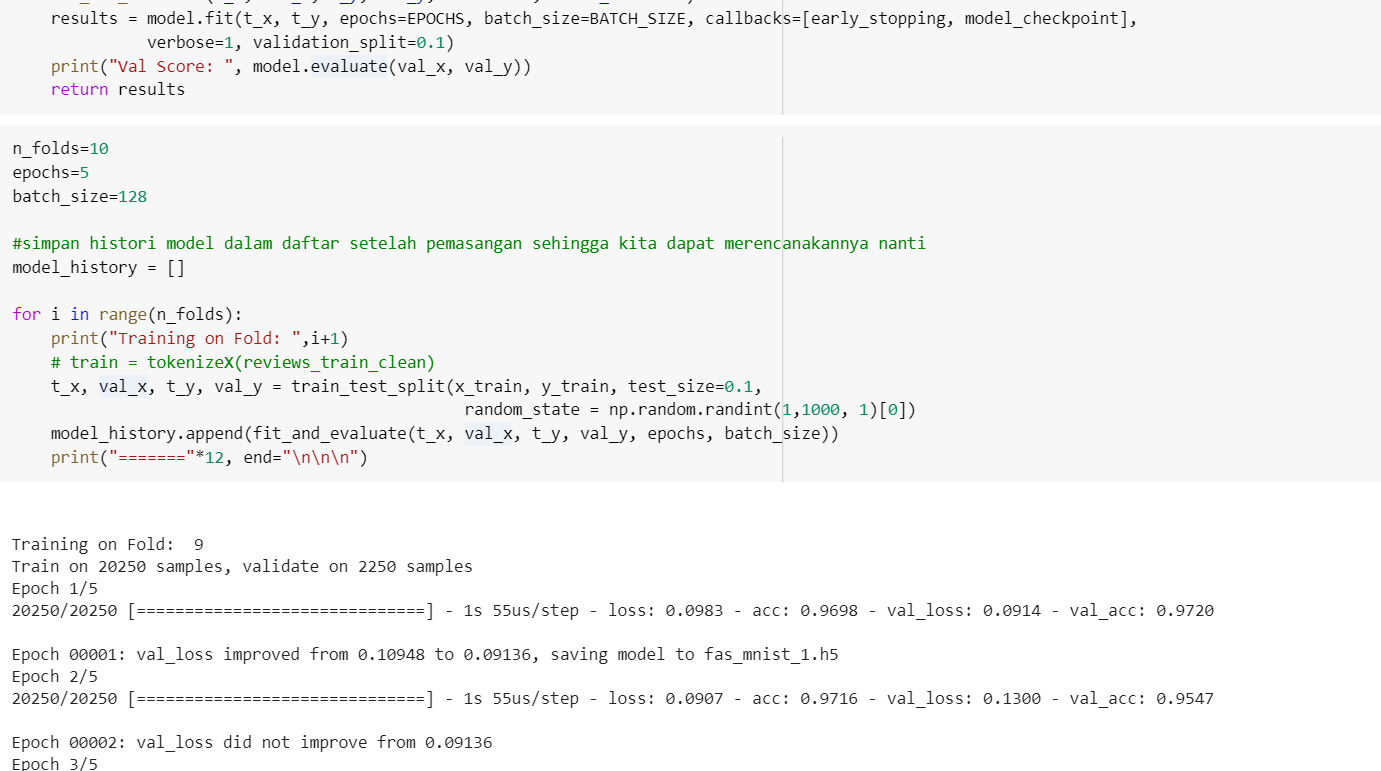 results = model.fit(t_x, t_y, epochs=EPOCHS, batch_size=BATCH_SIZE, callbacks=[early_stopping, model_checkpoint],
verbose=1, validation_split=0.1)
print("Val Score: ", model.evaluate(val_x, val_y))
return results
n_folds=10
epochs=5
batch_size=128
#simpan histori model dalam daftar setelah pemasangan sehingga kita dapat merencanakannya nanti
model_history = []
for i in range(n_folds):
print("Training on Fold: ",i+1)
# train = tokenizeX(reviews_train_clean)
t_x, val_x, t_y, val_y = train_test_split(x_train, y_train, test_size=0.1,
random_state = np.random.randint(1,1000, 1)[0])
model_history.append(fit_and_evaluate(t_x, val_x, t_y, val_y, epochs, batch_size))
print("======="*12, end="\n\n\n")
Training on Fold:  9
Train on 20250 samples, validate on 2250 samples
Epoch 1/5
20250/20250 [==============================] - 1s 55us/step - loss: 0.0983 - acc: 0.9698 - val_loss: 0.0914 - val_acc: 0.9720
Epoch 00001: val_loss improved from 0.10948 to 0.09136, saving model to fas_mnist_1.h5
Epoch 2/5
20250/20250 [==============================] - 1s 55us/step - loss: 0.0907 - acc: 0.9716 - val_loss: 0.1300 - val_acc: 0.9547
Epoch 00002: val_loss did not improve from 0.09136
Epoch 3/5